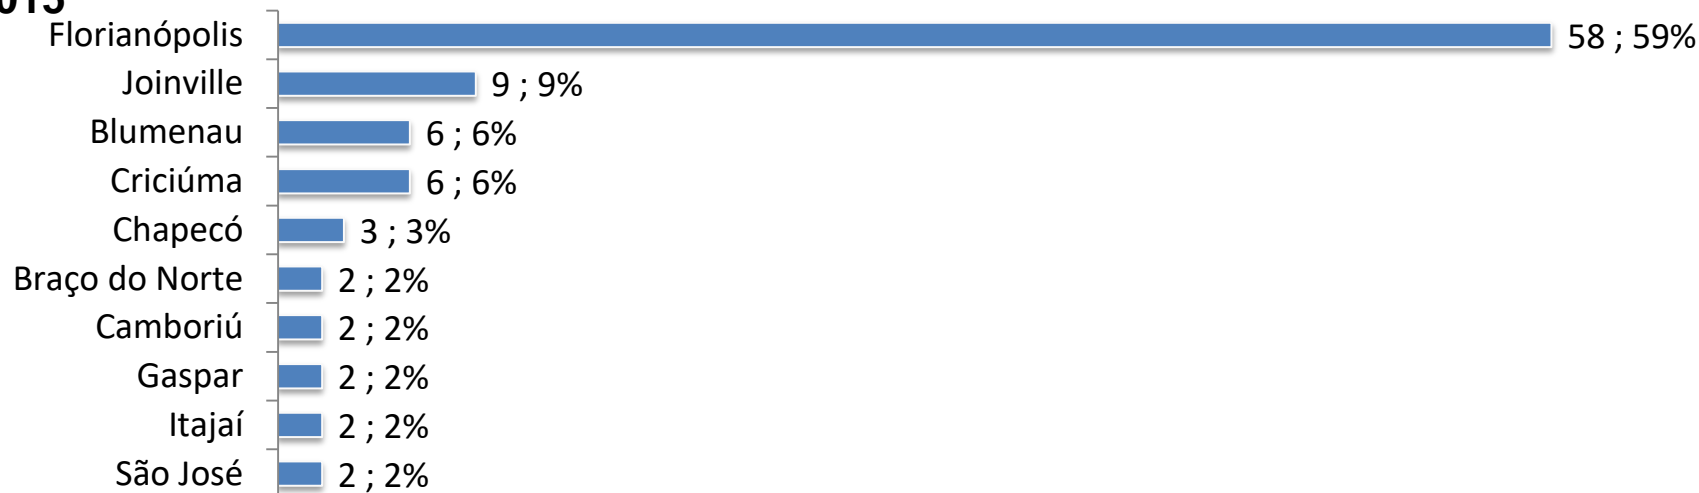 Florianópolis 58 ; 59%
Joinville 9 ; 9%
Blumenau 6 ; 6%
Criciúma 6 ; 6%
Chapecó 3 ; 3%
Braço do Norte 2 ; 2%
Camboriú 2 ; 2%
Gaspar 2 ; 2%
Itajaí 2 ; 2%
São José 2 ; 2%